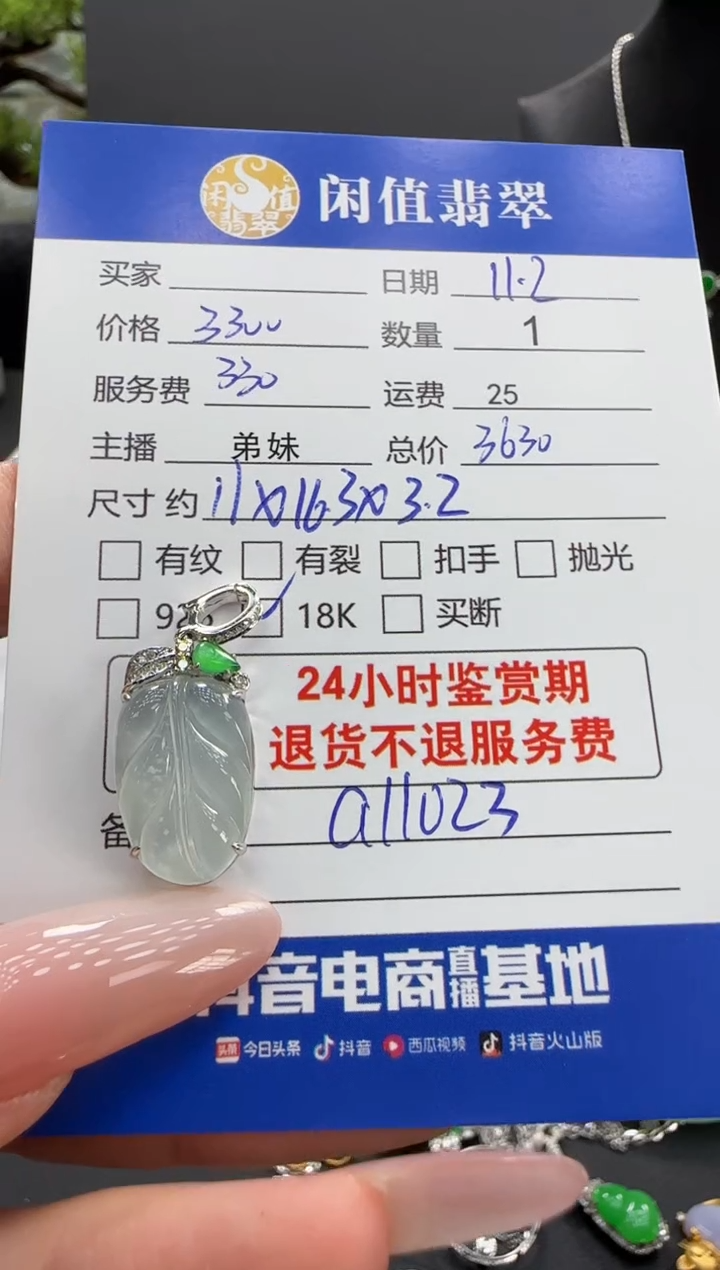 闲值翡翠
闲值翡翠
买家 日期 11.2
价格 3300 数量 1
服务费 330 运费 25
主播 弟妹 总价 3630
尺寸 约 11x16.3x3.2
有纹 有裂 扣手 抛光
925 18K 买断
24小时鉴赏期
退货不退服务费
备 a11023
抖音电商直播基地
头条 今日头条 抖音 西瓜视频 抖音火山版